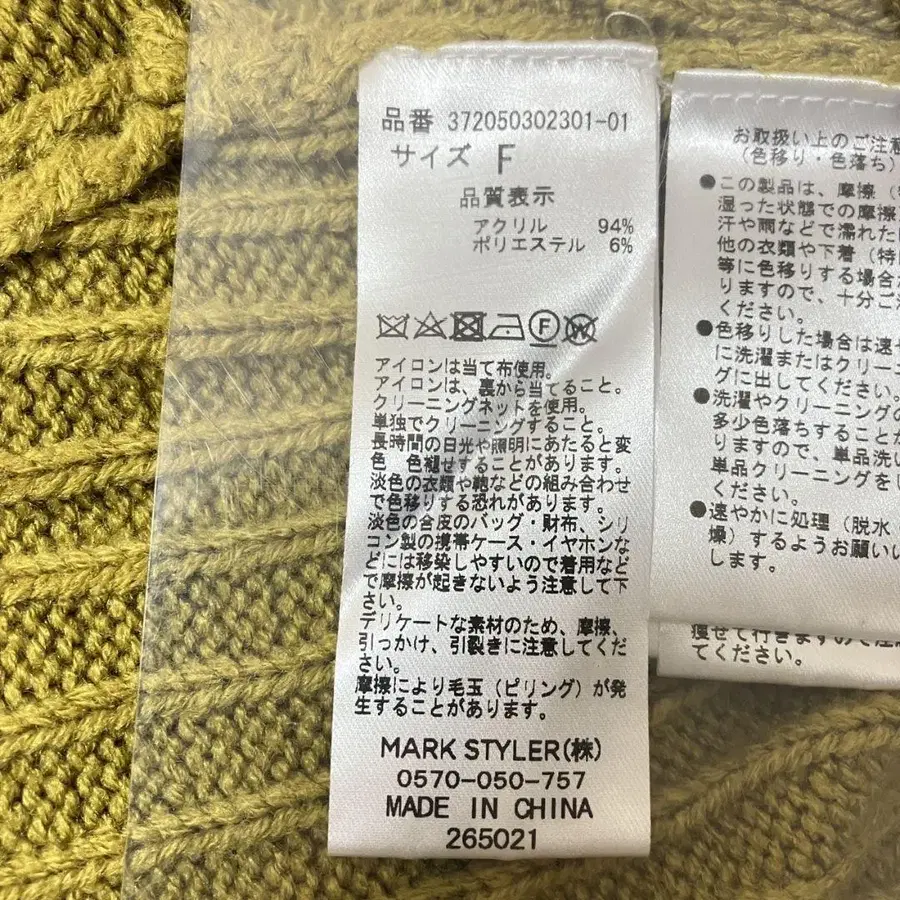 品番 372050302301-01
サイズ F
品質表示
アクリル 94%
ポリエステル 6%
F W
アイコンは当て布使用。
アイコンは、裏から当てること。
クリーニングネットを使用。
単独でクリーニングすること。
長時間の日光や照明にあたると変
色 色褪せすることがあります。
淡色の衣類や鞄などの組み合わせ
で色移りする恐れがあります。
淡色の合皮のバッグ・財布、シリ
コン製の携帯ケース・イヤホンな
どには移染しやすいので着用など
で摩擦が起きないよう注意して下
さい。
デリケートな素材のため、摩擦、
引っかけ、引裂きに注意してくだ
さい。
摩擦により毛玉（ピリング）が発
生することがあります。
MARK STYLER(株)
0570-050-757
MADE IN CHINA
265021
お取扱い上のご注意
（色移り・色落ち）
●この製品は、摩擦（
湿った状態での摩擦
汗や雨などで濡れた
他の衣類や下着（特
等に色移りする場合が
りますので、十分ご
ください。
●色移りした場合は速や
に洗濯またはクリーニ
グに出してください。
●洗濯やクリーニングの
多少色落ちすることが
りますので、単品洗い
単品クリーニングを
ください。
●速やかに処理（脱水
燥）するようお願い
します。
痩せて行きますので
てください。